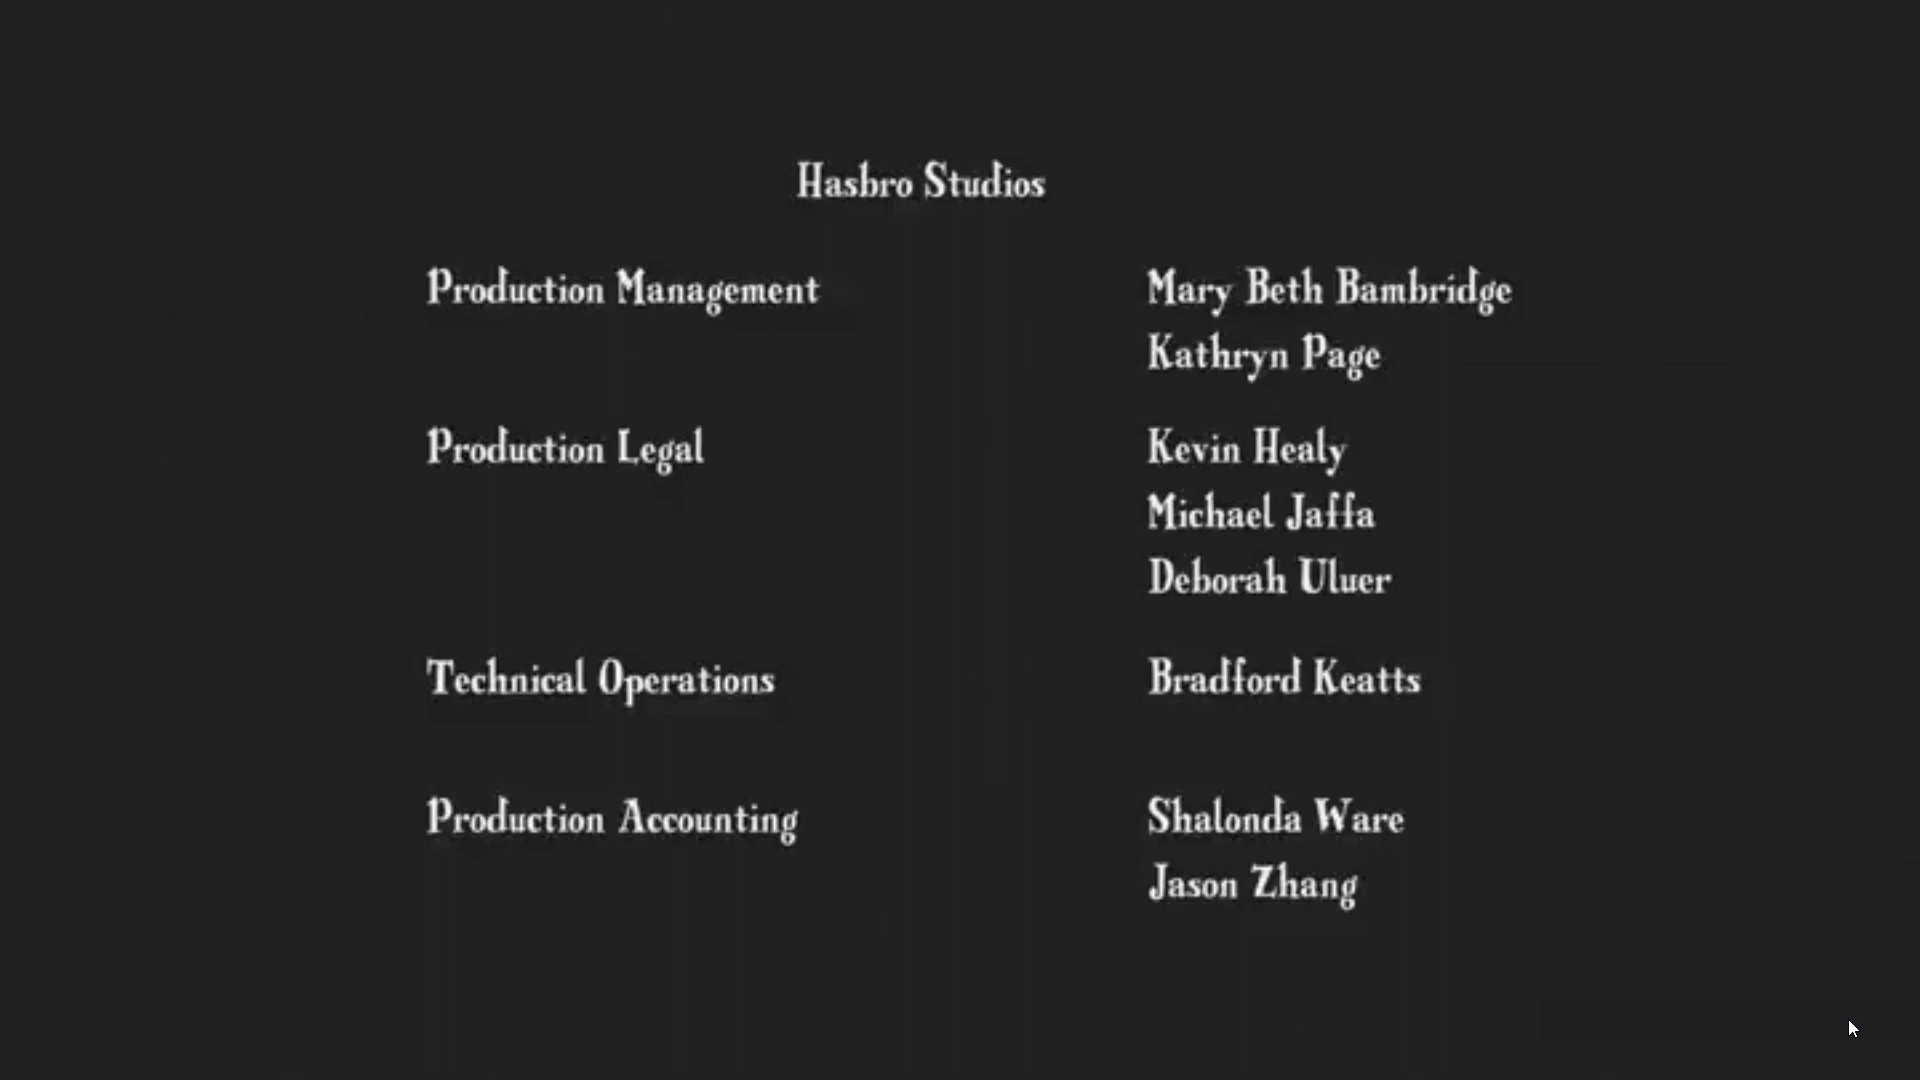 Hasbro Studios
Production Management Mary Beth Bambridge
Kathryn Page
Production Legal Kevin Healy
Michael Jaffa
Deborah Uluer
Technical Operations Bradford Keatts
Production Accounting Shalonda Ware
Jason Zhang